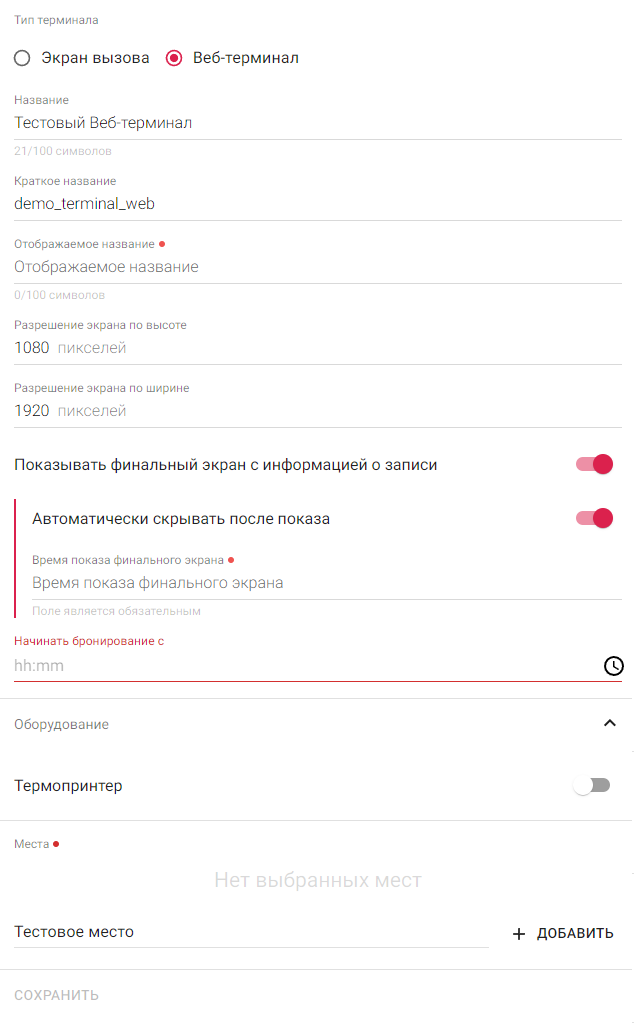 Тип терминала
Экран вызова Веб-терминал
Название
Тестовый Веб-терминал
21/100 символов
Краткое название
demo_terminal_web
Отображаемое название
Отображаемое название
0/100 символов
Разрешение экрана по высоте
1080 пикселей
Разрешение экрана по ширине
1920 пикселей
Показывать финальный экран с информацией о записи
Автоматически скрывать после показа
Время показа финального экрана
Время показа финального экрана
Поле является обязательным
Начинать бронирование с
hh:mm
Оборудование
Термопринтер
Места
Нет выбранных мест
Тестовое место + ДОБАВИТЬ
СОХРАНИТЬ